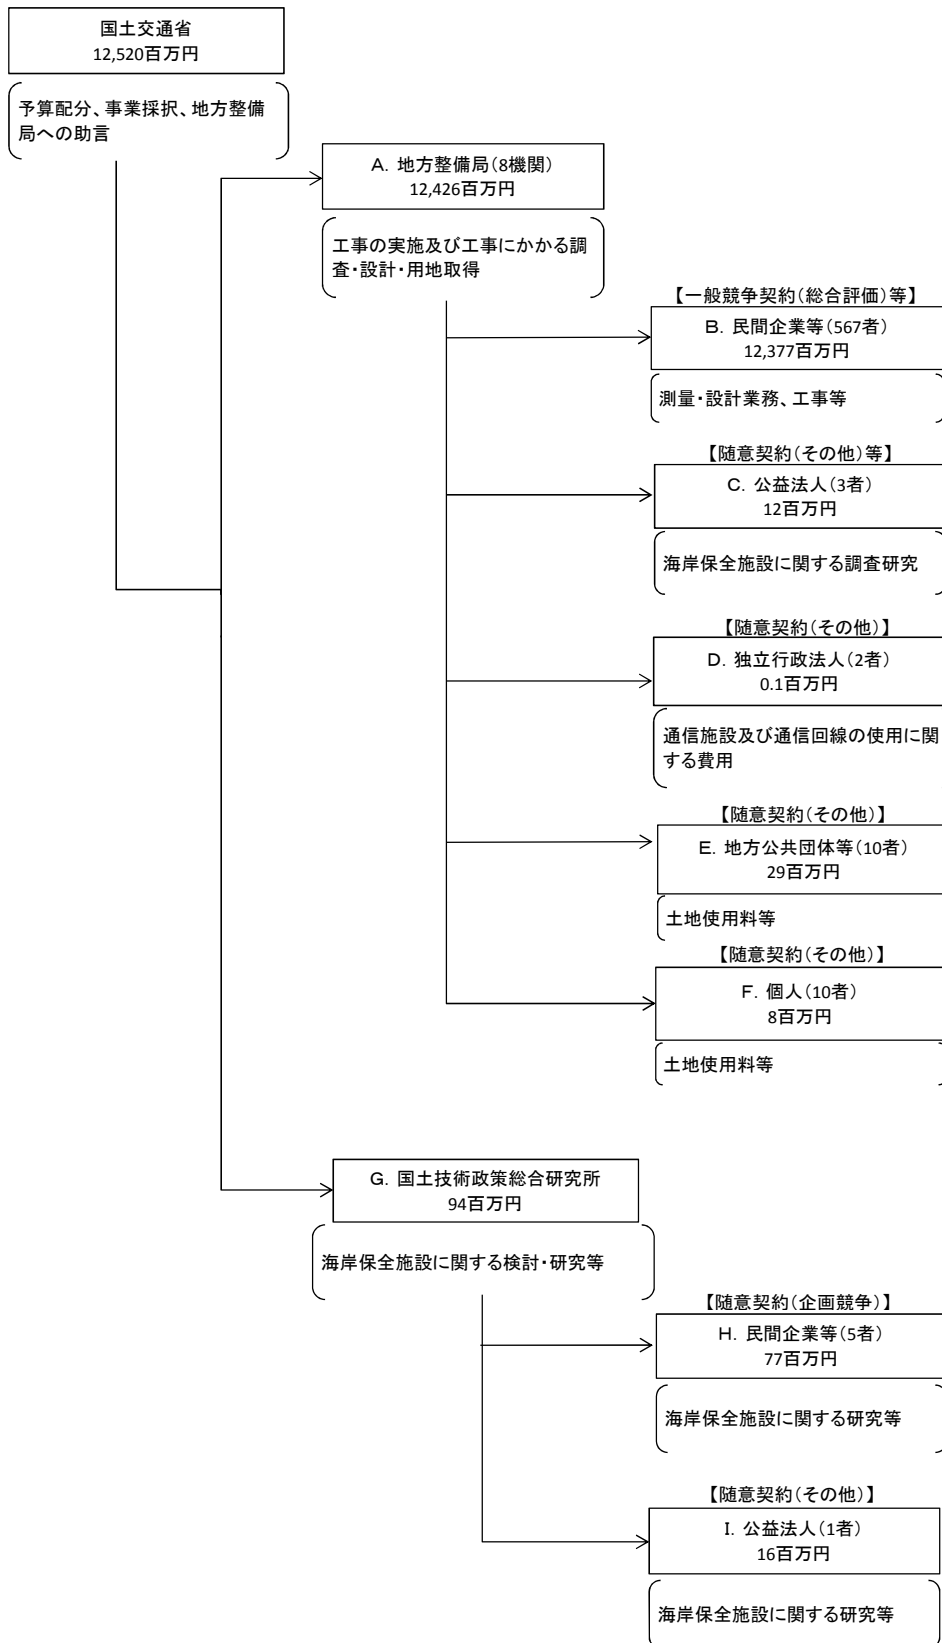 国土交通省
12,520百万円
予算配分、事業採択、地方整備
局への助言
A. 地方整備局(8機関)
12,426百万円
工事の実施及び工事にかかる調
査・設計・用地取得
【一般競争契約(総合評価)等】
B. 民間企業等(567者)
12,377百万円
測量・設計業務、工事等
【随意契約(その他)等】
C. 公益法人(3者)
12百万円
海岸保全施設に関する調査研究
【随意契約(その他)】
D. 独立行政法人(2者)
0.1百万円
通信施設及び通信回線の使用に関
する費用
【随意契約(その他)】
E. 地方公共団体等(10者)
29百万円
土地使用料等
【随意契約(その他)】
F. 個人(10者)
8百万円
土地使用料等
G. 国土技術政策総合研究所
94百万円
海岸保全施設に関する検討・研究等
【随意契約(企画競争)】
H. 民間企業等(5者)
77百万円
海岸保全施設に関する研究等
【随意契約(その他)】
I. 公益法人(1者)
16百万円
海岸保全施設に関する研究等